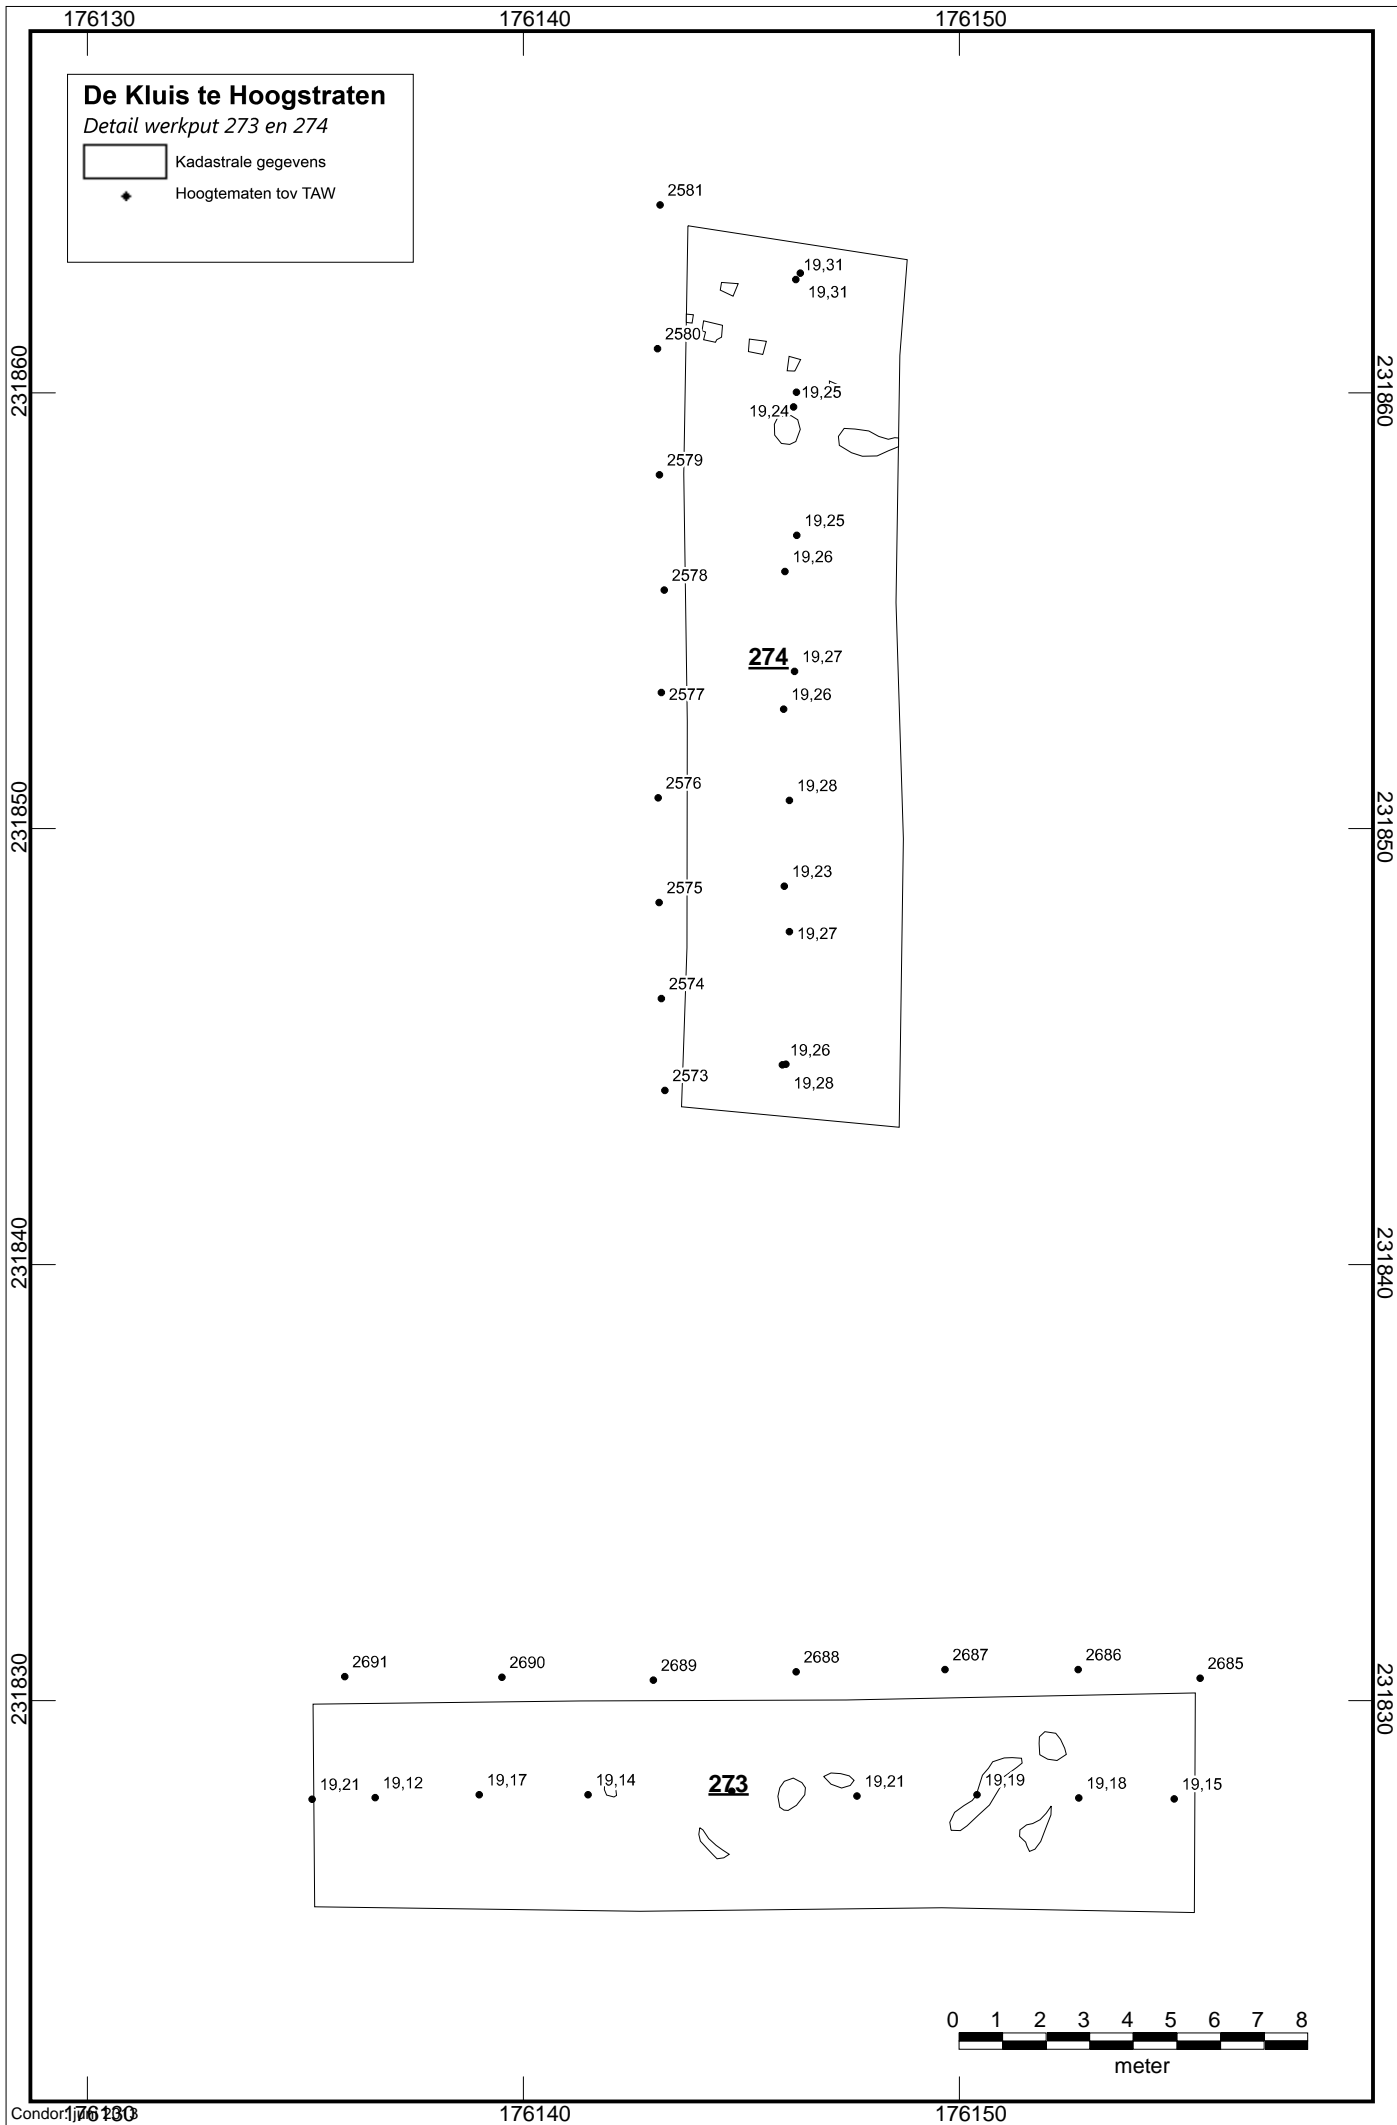 176130 176140 176150
De Kluis te Hoogstraten
Detail werkput 273 en 274
Kadastrale gegevens
Hoogtematen tov TAW
2581
19,31
19,31
2580
231860 231860
19,25
19,24
2579
19,25
19,26
2578
274 19,27
2577 19,26
2576 19,28
231850 231850
2575 19,23
19,27
2574
19,26
2573 19,28
231840 231840
2691 2690 2689 2688 2687 2686 2685
231830 231830
19,21 19,12 19,17 19,14 273 19,21 19,19 19,18 19,15
0 1 2 3 4 5 6 7 8
meter
Condor: juni 2013
176130 176140 176150